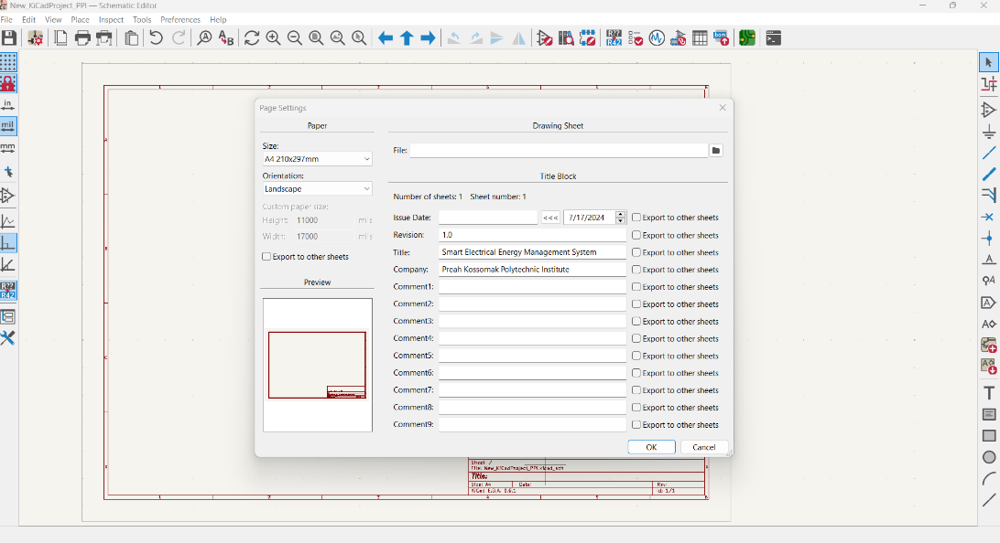 New_KiCadProject_PPI — Schematic Editor
File Edit View Place Inspect Tools Preferences Help
in
mil
mm
R??
R42
Page Settings
Paper
Size:
A4 210x297mm
Orientation:
Landscape
Custom paper size:
Height: 11000 mils
Width: 17000 mils
Export to other sheets
Preview
Drawing Sheet
File:
Title Block
Number of sheets: 1 Sheet number: 1
Issue Date: <<< 7/17/2024 Export to other sheets
Revision: 1.0 Export to other sheets
Title: Smart Electrical Energy Management System Export to other sheets
Company: Preah Kossomak Polytechnic Institute Export to other sheets
Comment1: Export to other sheets
Comment2: Export to other sheets
Comment3: Export to other sheets
Comment4: Export to other sheets
Comment5: Export to other sheets
Comment6: Export to other sheets
Comment7: Export to other sheets
Comment8: Export to other sheets
Comment9: Export to other sheets
OK Cancel
Sheet: /
File: New_KiCadProject_PPI.kicad_sch
Title:
Size: A4 Date: Rev:
KiCad E.D.A. 8.0.1 Id: 1/1